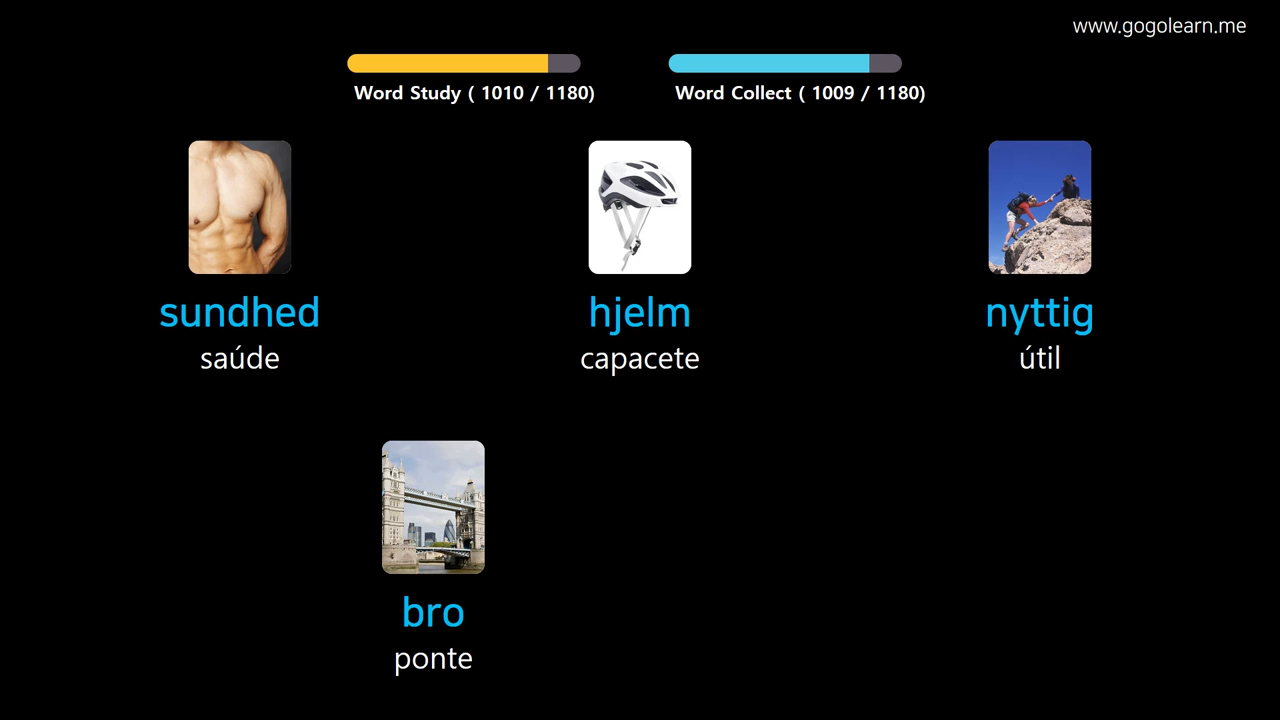 www.gogolearn.me
Word Study ( 1010 / 1180)
Word Collect ( 1009 / 1180)
sundhed
saúde
hjelm
capacete
nyttig
útil
bro
ponte